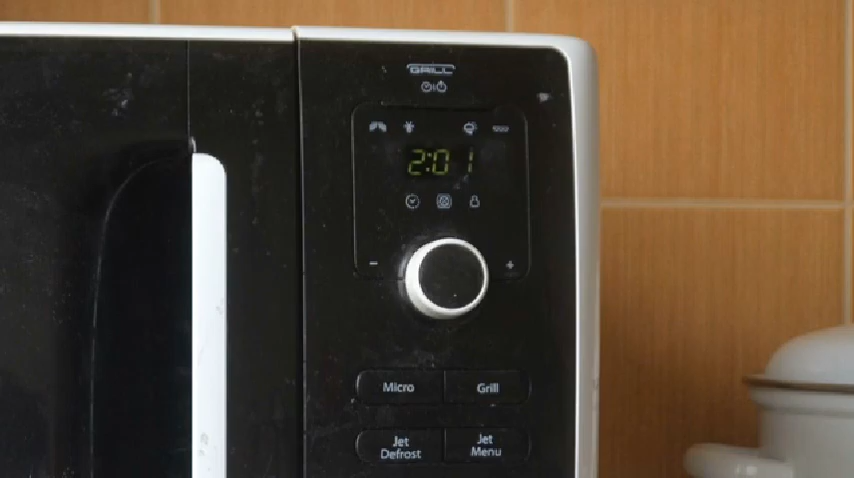 GRILL
2:01
- +
Micro Grill
Jet Defrost
Jet Menu